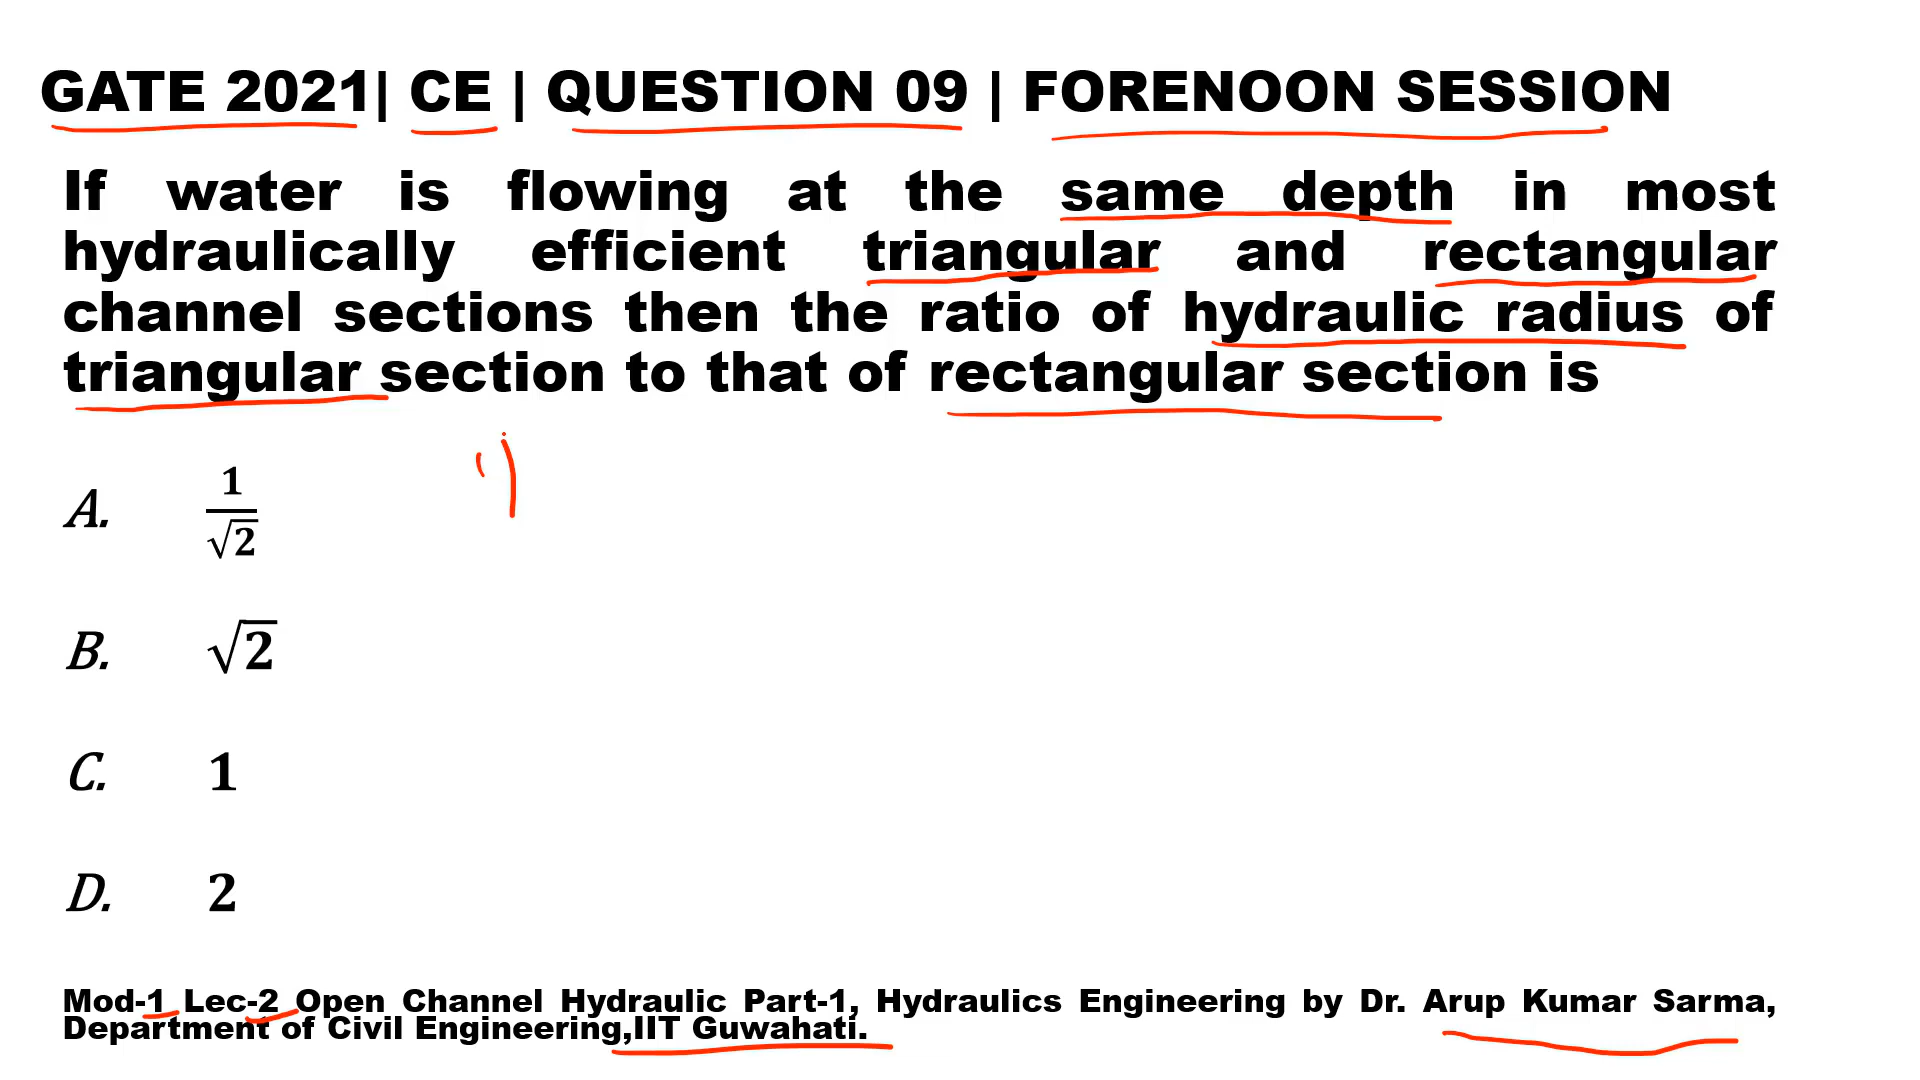 GATE 2021| CE | QUESTION 09 | FORENOON SESSION
If water is flowing at the same depth in most
hydraulically efficient triangular and rectangular
channel sections then the ratio of hydraulic radius of
triangular section to that of rectangular section is
A. 1/√2
B. √2
C. 1
D. 2
Mod-1 Lec-2 Open Channel Hydraulic Part-1, Hydraulics Engineering by Dr. Arup Kumar Sarma,
Department of Civil Engineering,IIT Guwahati.